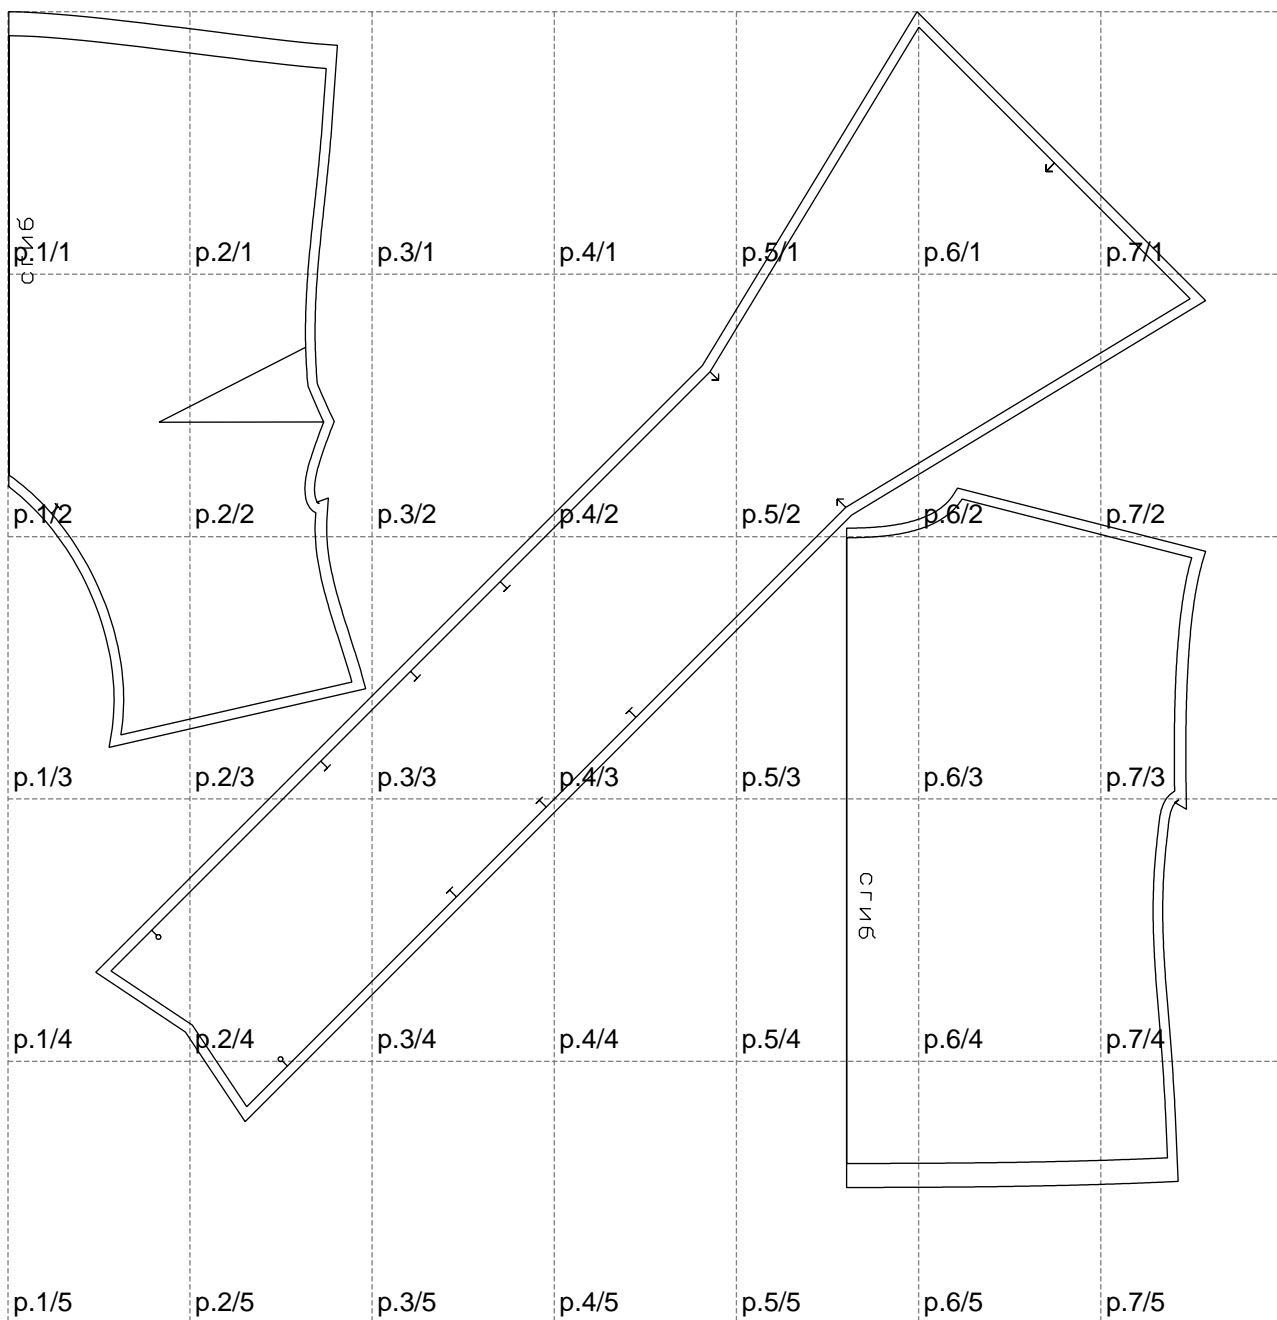 сгиб
p.1/1 p.2/1 p.3/1 p.4/1 p.5/1 p.6/1 p.7/1
p.1/2 p.2/2 p.3/2 p.4/2 p.5/2 p.6/2 p.7/2
p.1/3 p.2/3 p.3/3 p.4/3 p.5/3 p.6/3 p.7/3
сгиб
p.1/4 p.2/4 p.3/4 p.4/4 p.5/4 p.6/4 p.7/4
p.1/5 p.2/5 p.3/5 p.4/5 p.5/5 p.6/5 p.7/5